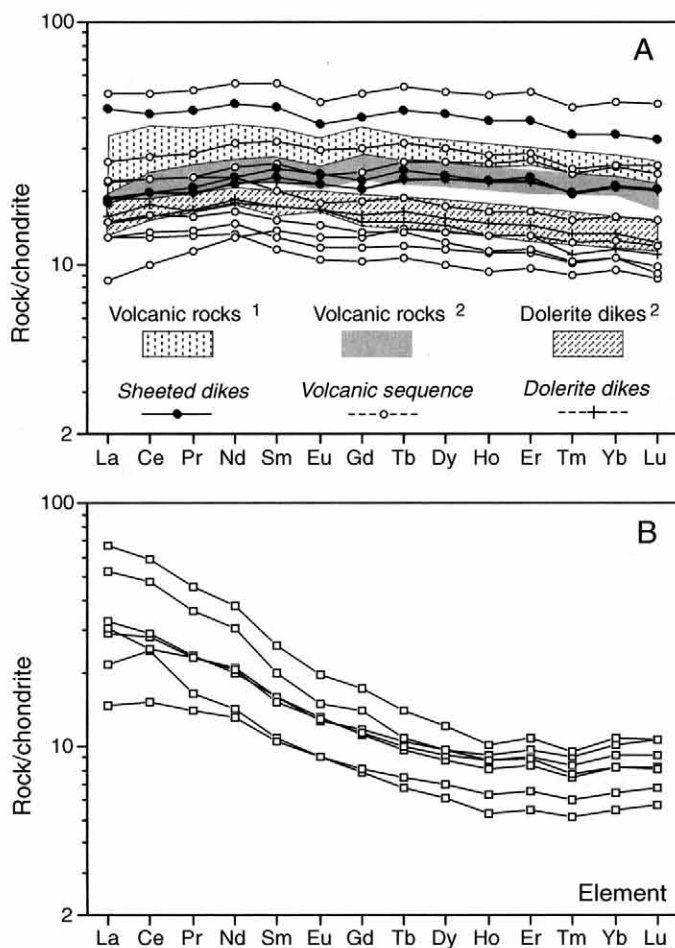 100
A
Rock/chondrite
10
Volcanic rocks 1 Volcanic rocks 2 Dolerite dikes 2
Sheeted dikes Volcanic sequence Dolerite dikes
2
La Ce Pr Nd Sm Eu Gd Tb Dy Ho Er Tm Yb Lu
100
B
Rock/chondrite
10
Element
2
La Ce Pr Nd Sm Eu Gd Tb Dy Ho Er Tm Yb Lu